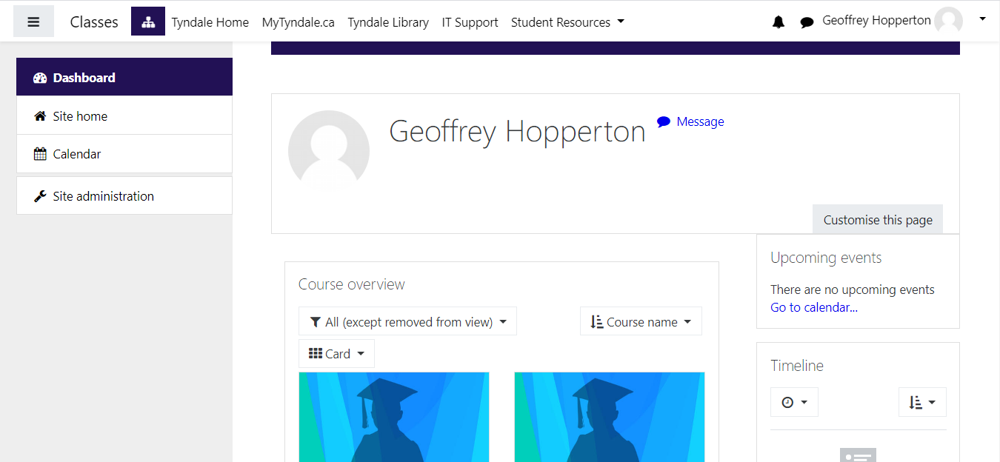 Classes Tyndale Home MyTyndale.ca Tyndale Library IT Support Student Resources Geoffrey Hopperton
Dashboard
Site home
Calendar
Site administration
Geoffrey Hopperton Message
Customise this page
Course overview
All (except removed from view) Course name
Card
Upcoming events
There are no upcoming events
Go to calendar...
Timeline